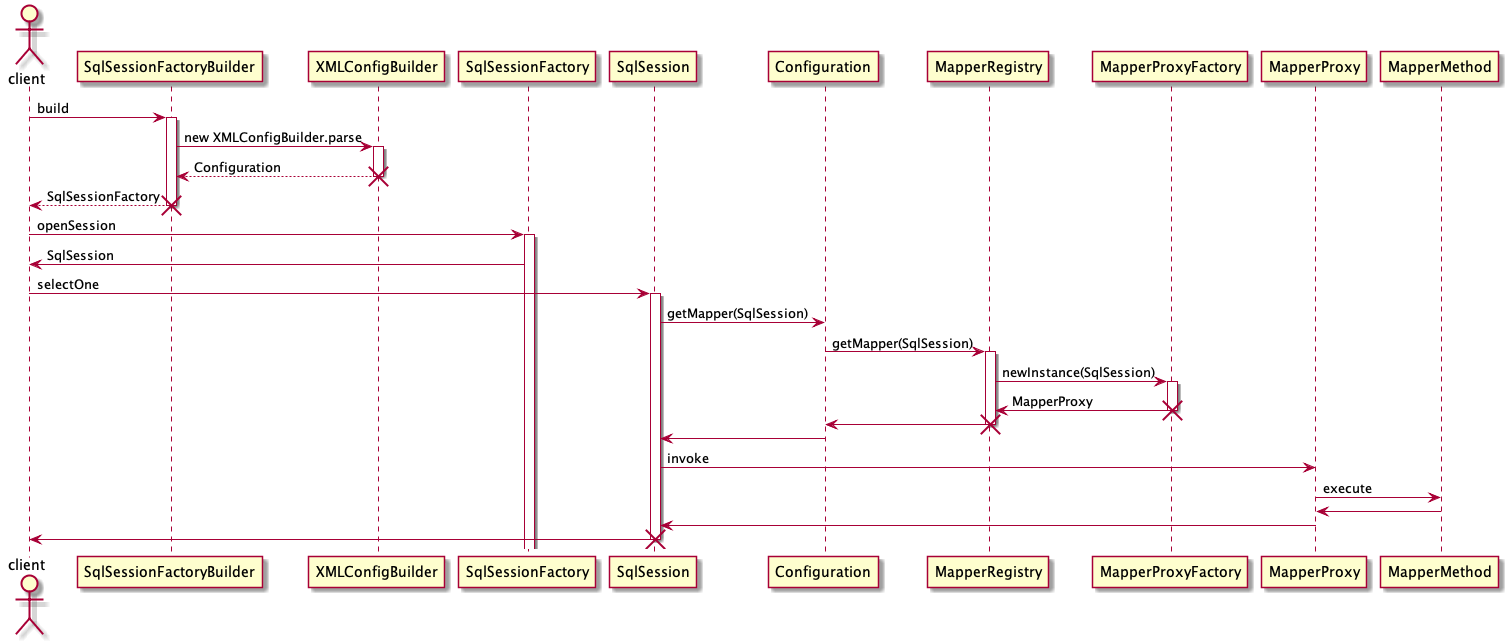 client
SqlSessionFactoryBuilder
XMLConfigBuilder
SqlSessionFactory
SqlSession
Configuration
MapperRegistry
MapperProxyFactory
MapperProxy
MapperMethod
build
new XMLConfigBuilder.parse
Configuration
SqlSessionFactory
openSession
SqlSession
selectOne
getMapper(SqlSession)
getMapper(SqlSession)
newInstance(SqlSession)
MapperProxy
invoke
execute
client
SqlSessionFactoryBuilder
XMLConfigBuilder
SqlSessionFactory
SqlSession
Configuration
MapperRegistry
MapperProxyFactory
MapperProxy
MapperMethod